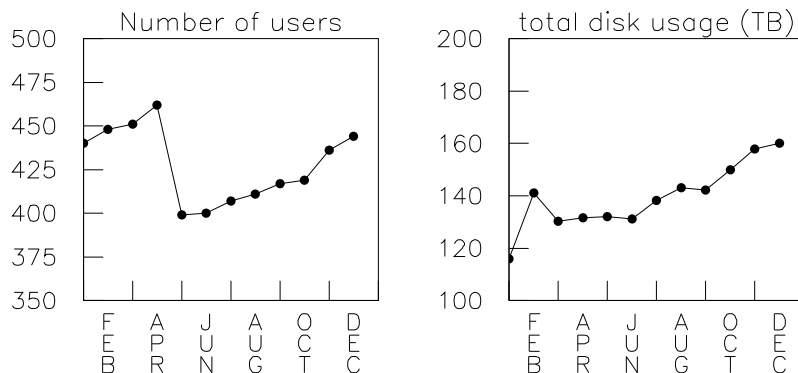 Number of users
500
475
450
425
400
375
350
FEB
APR
JUN
AUG
OCT
DEC
total disk usage (TB)
200
180
160
140
120
100
FEB
APR
JUN
AUG
OCT
DEC